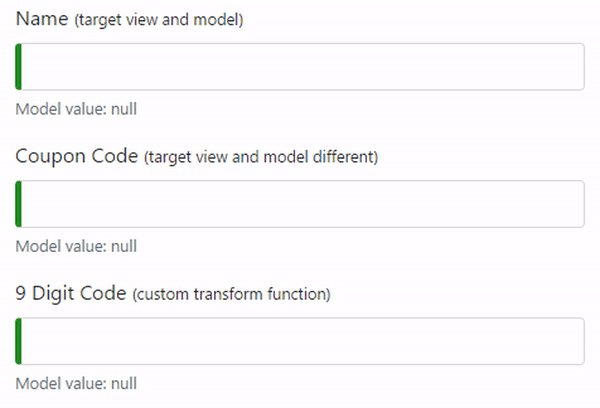 Name (target view and model)
Model value: null
Coupon Code (target view and model different)
Model value: null
9 Digit Code (custom transform function)
Model value: null